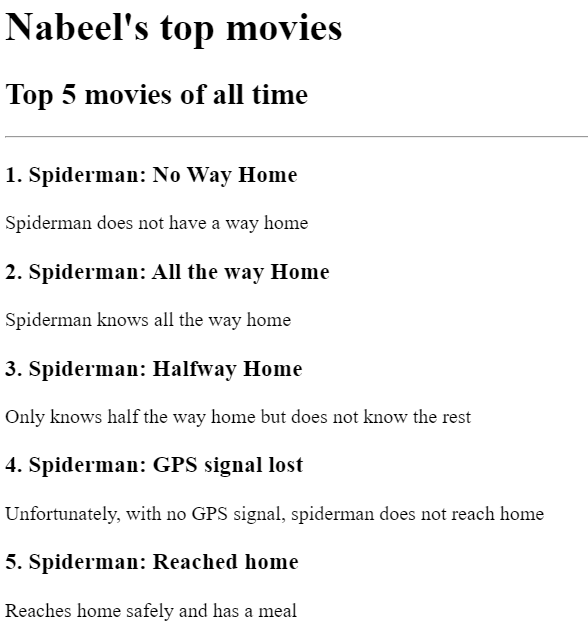 Nabeel's top movies
Top 5 movies of all time
1. Spiderman: No Way Home
Spiderman does not have a way home
2. Spiderman: All the way Home
Spiderman knows all the way home
3. Spiderman: Halfway Home
Only knows half the way home but does not know the rest
4. Spiderman: GPS signal lost
Unfortunately, with no GPS signal, spiderman does not reach home
5. Spiderman: Reached home
Reaches home safely and has a meal